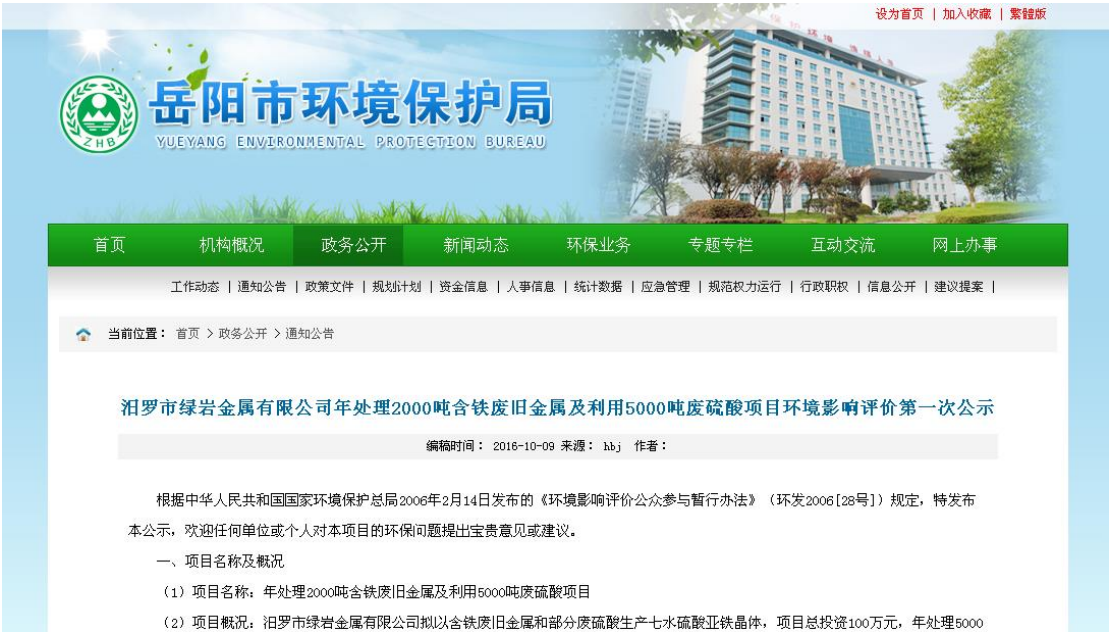 设为首页 | 加入收藏 | 繁體版
保护环境 造福人
岳阳市环境保护局
ZHB
YUEYANG ENVIRONMENTAL PROTECTION BUREAU
首页 机构概况 政务公开 新闻动态 环保业务 专题专栏 互动交流 网上办事
工作动态 | 通知公告 | 政策文件 | 规划计划 | 资金信息 | 人事信息 | 统计数据 | 应急管理 | 规范权力运行 | 行政职权 | 信息公开 | 建议提案 |
当前位置: 首页 > 政务公开 > 通知公告
汨罗市绿岩金属有限公司年处理2000吨含铁废旧金属及利用5000吨废硫酸项目环境影响评价第一次公示
编稿时间: 2016-10-09 来源: hbj 作者:
根据中华人民共和国国家环境保护总局2006年2月14日发布的《环境影响评价公众参与暂行办法》(环发2006[28号])规定,特发布
本公示,欢迎任何单位或个人对本项目的环保问题提出宝贵意见或建议。
一、项目名称及概况
(1)项目名称:年处理2000吨含铁废旧金属及利用5000吨废硫酸项目
(2)项目概况:汨罗市绿岩金属有限公司拟以含铁废旧金属和部分废硫酸生产七水硫酸亚铁晶体,项目总投资100万元,年处理5000